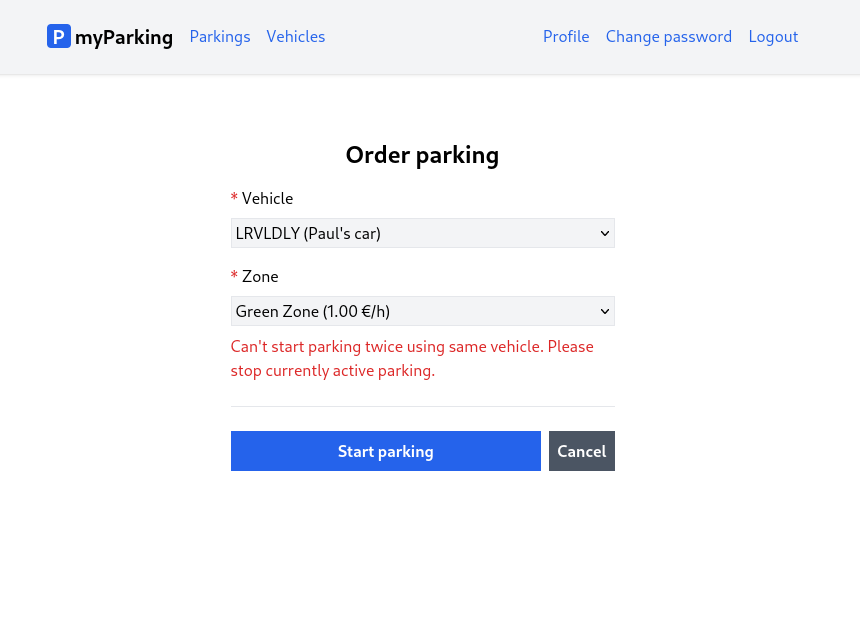 P myParking Parkings Vehicles Profile Change password Logout
Order parking
* Vehicle
LRVLDLY (Paul's car)
* Zone
Green Zone (1.00 €/h)
Can't start parking twice using same vehicle. Please
stop currently active parking.
Start parking Cancel